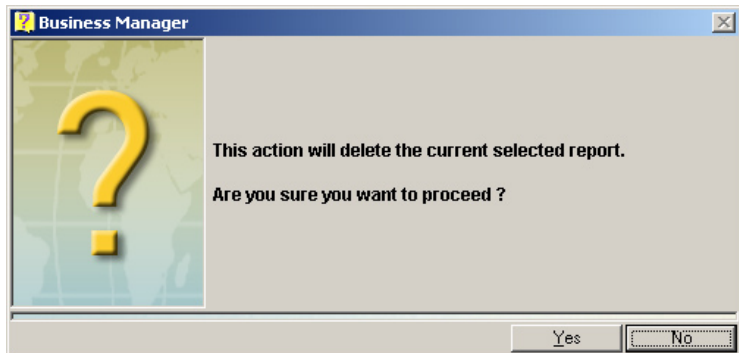 Business Manager
This action will delete the current selected report.
Are you sure you want to proceed ?
Yes
No